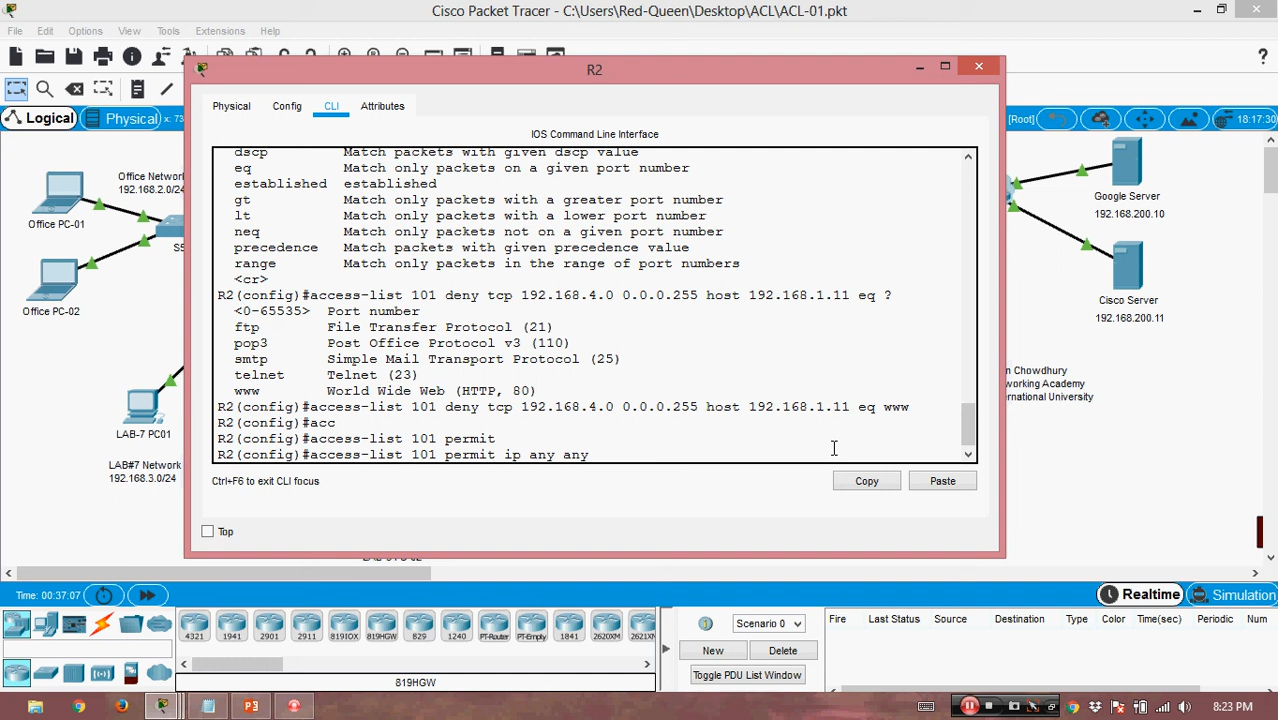 Cisco Packet Tracer - C:\Users\Red-Queen\Desktop\ACL\ACL-01.pkt
File Edit Options View Tools Extensions Help
Logical Physical x: 73 [Root] 18:17:30
R2
Physical Config CLI Attributes
IOS Command Line Interface
dscp Match packets with given dscp value
eq Match only packets on a given port number
established established
gt Match only packets with a greater port number
lt Match only packets with a lower port number
neq Match only packets not on a given port number
precedence Match packets with given precedence value
range Match only packets in the range of port numbers
<cr>
R2(config)#access-list 101 deny tcp 192.168.4.0 0.0.0.255 host 192.168.1.11 eq ?
<0-65535> Port number
ftp File Transfer Protocol (21)
pop3 Post Office Protocol v3 (110)
smtp Simple Mail Transport Protocol (25)
telnet Telnet (23)
www World Wide Web (HTTP, 80)
R2(config)#access-list 101 deny tcp 192.168.4.0 0.0.0.255 host 192.168.1.11 eq www
R2(config)#acc
R2(config)#access-list 101 permit
R2(config)#access-list 101 permit ip any any
Ctrl+F6 to exit CLI focus
Copy Paste
Top
Office Netw
192.168.2.0/24
Office PC-01
Office PC-02
LAB-7 PC01
LAB#7 Network
192.168.3.0/24
Google Server
192.168.200.10
Cisco Server
192.168.200.11
n Chowdhury
orking Academy
nternational University
Time: 00:37:07
Realtime Simulation
4321 1941 2901 2911 819IOX 819HGW 829 1240 PT-Router PT-Empty 1841 2620XM 2621XM
819HGW
Scenario 0
New Delete
Toggle PDU List Window
Fire Last Status Source Destination Type Color Time(sec) Periodic Num
8:23 PM